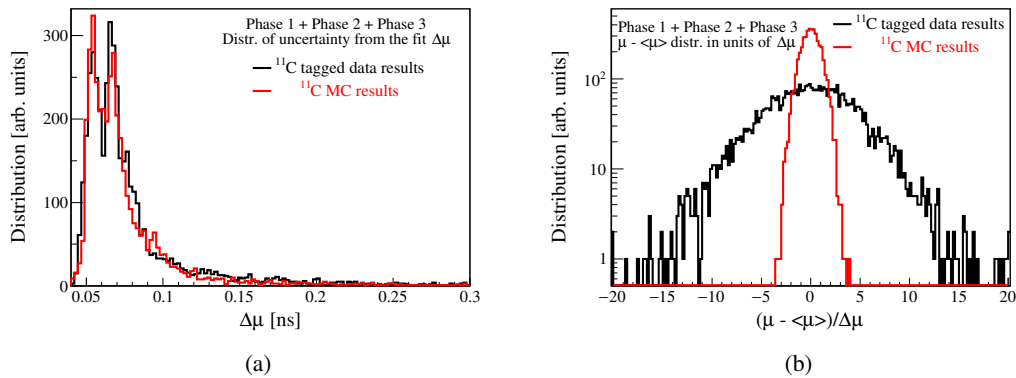 Phase 1 + Phase 2 + Phase 3
Distr. of uncertainty from the fit Δμ
¹¹C tagged data results
¹¹C MC results
Distribution [arb. units]
300
200
100
0
0.05
0.1
0.15
0.2
0.25
0.3
Δμ [ns]
(a)
Phase 1 + Phase 2 + Phase 3
μ - <μ> distr. in units of Δμ
¹¹C tagged data results
¹¹C MC results
Distribution [arb. units]
10²
10
1
−20
−15
−10
−5
0
5
10
15
20
(μ - <μ>)/Δμ
(b)